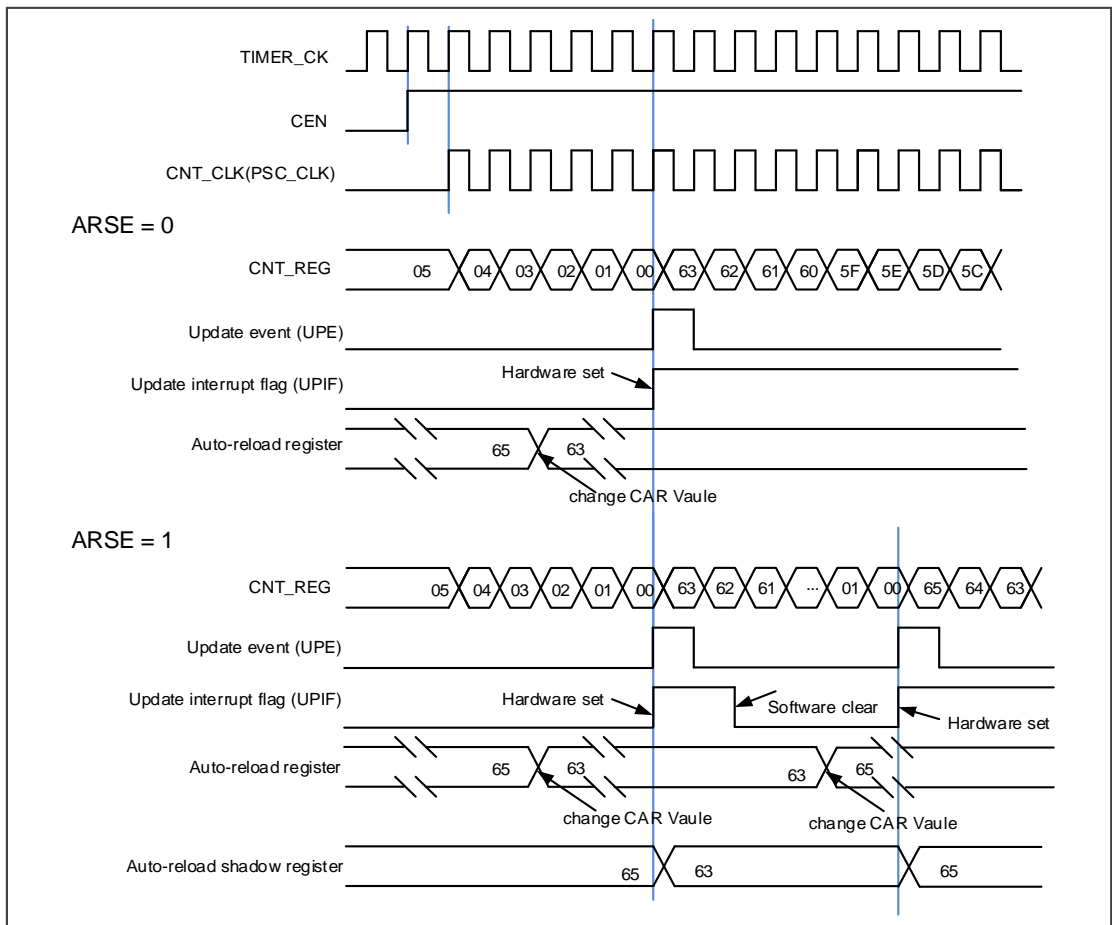 TIMER_CK
CEN
CNT_CLK(PSC_CLK)
ARSE = 0
CNT_REG 05 04 03 02 01 00 63 62 61 60 5F 5E 5D 5C
Update event (UPE)
Hardware set
Update interrupt flag (UPIF)
Auto-reload register 65 63
change CAR Vaule
ARSE = 1
CNT_REG 05 04 03 02 01 00 63 62 61 ... 01 00 65 64 63
Update event (UPE)
Update interrupt flag (UPIF) Hardware set Software clear
Hardware set
Auto-reload register 65 63 63 65
change CAR Vaule change CAR Vaule
Auto-reload shadow register 65 63 65